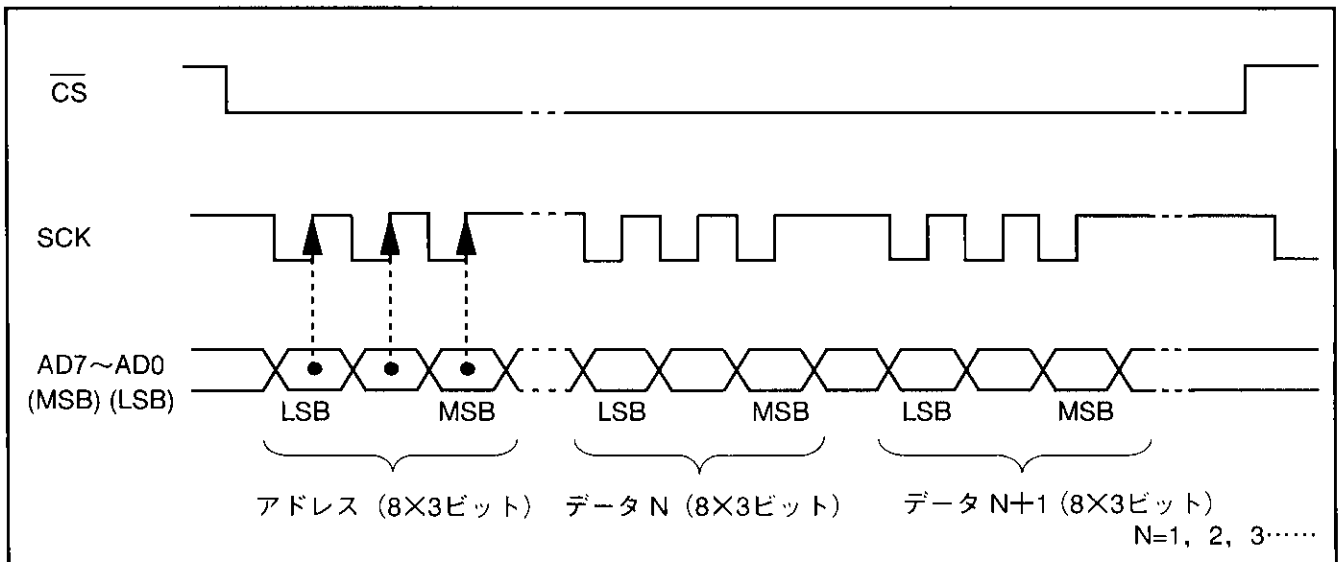 CS
SCK
AD7～AD0
(MSB) (LSB)
LSB MSB LSB MSB LSB MSB
アドレス（8×3ビット） データ N（8×3ビット） データ N+1（8×3ビット）
N=1, 2, 3……